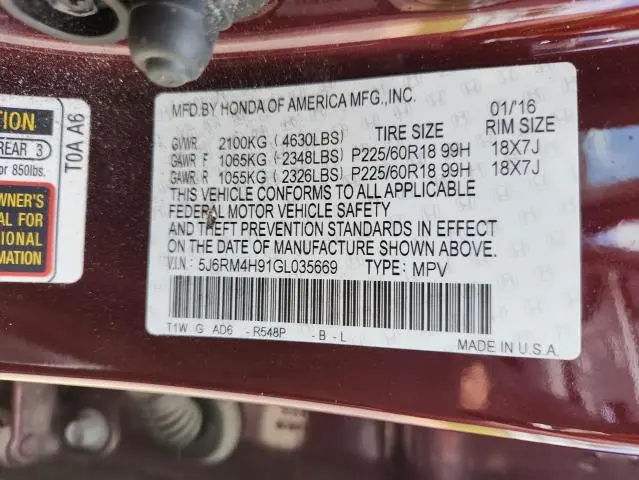 TION
REAR 3
or 850lbs.
WNER'S
AL FOR
TIONAL
MATION
T0A A6
MFD.BY HONDA OF AMERICA MFG.,INC. 01/'16
GVWR 2100KG (4630LBS) TIRE SIZE RIM SIZE
GAWR F 1065KG (2348LBS) P225/60R18 99H 18X7J
GAWR R 1055KG (2326LBS) P225/60R18 99H 18X7J
THIS VEHICLE CONFORMS TO ALL APPLICABLE
FEDERAL MOTOR VEHICLE SAFETY
AND THEFT PREVENTION STANDARDS IN EFFECT
ON THE DATE OF MANUFACTURE SHOWN ABOVE.
V.I.N.: 5J6RM4H91GL035669 TYPE: MPV
T1W G AD6 - R548P - B - L
MADE IN U.S.A.